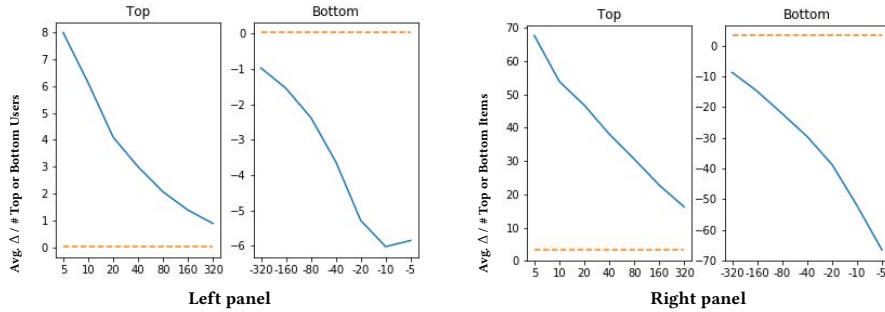 Top
Bottom
Avg. Δ / # Top or Bottom Users
8
7
6
5
4
3
2
1
0
5 10 20 40 80 160 320
0
−1
−2
−3
−4
−5
−6
-320 -160 -80 -40 -20 -10 -5
Left panel
Top
Bottom
Avg. Δ / # Top or Bottom Items
70
60
50
40
30
20
10
0
5 10 20 40 80 160 320
0
−10
−20
−30
−40
−50
−60
−70
-320 -160 -80 -40 -20 -10 -5
Right panel